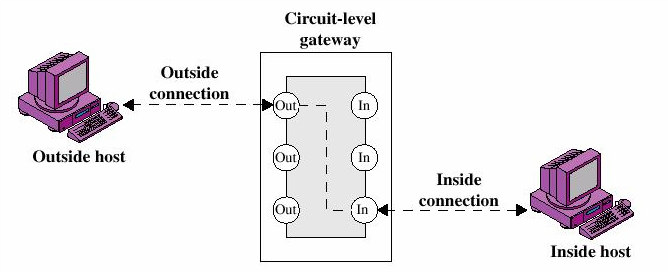 Circuit-level
gateway
Outside
connection
Out
In
Outside host
Out
In
Inside
connection
Out
In
Inside host